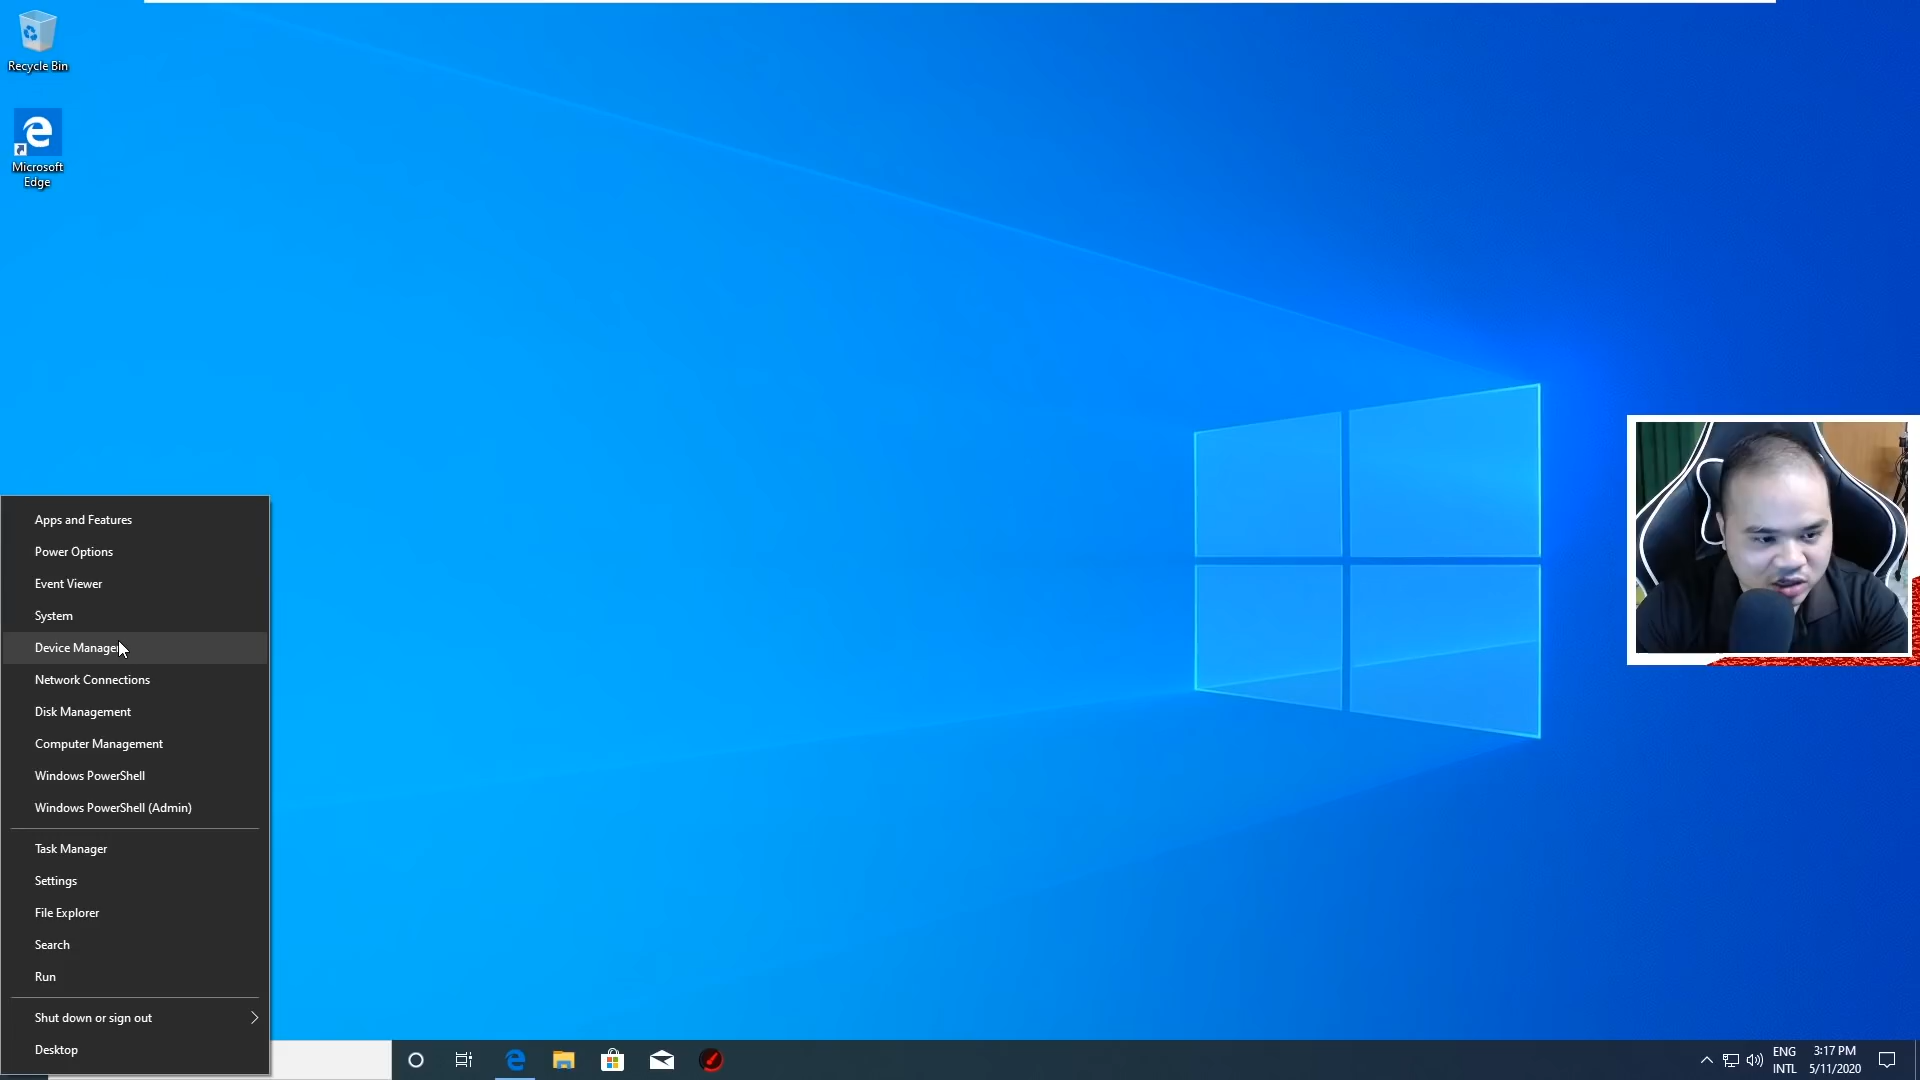 Recycle Bin
Microsoft
Edge
Apps and Features
Power Options
Event Viewer
System
Device Manager
Network Connections
Disk Management
Computer Management
Windows PowerShell
Windows PowerShell (Admin)
Task Manager
Settings
File Explorer
Search
Run
Shut down or sign out
Desktop
ENG
INTL
3:17 PM
5/11/2020